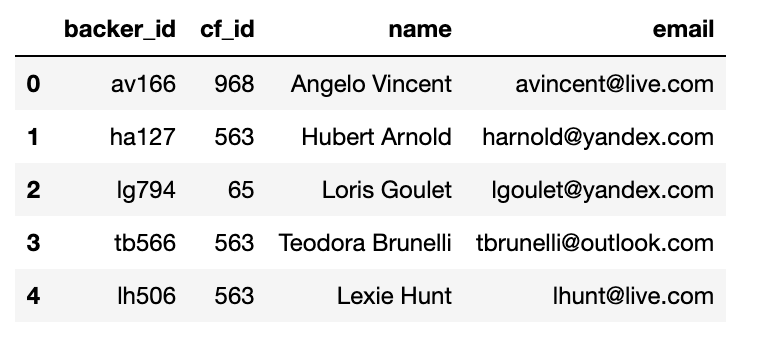 backer_id cf_id name email
0 av166 968 Angelo Vincent avincent@live.com
1 ha127 563 Hubert Arnold harnold@yandex.com
2 lg794 65 Loris Goulet lgoulet@yandex.com
3 tb566 563 Teodora Brunelli tbrunelli@outlook.com
4 lh506 563 Lexie Hunt lhunt@live.com